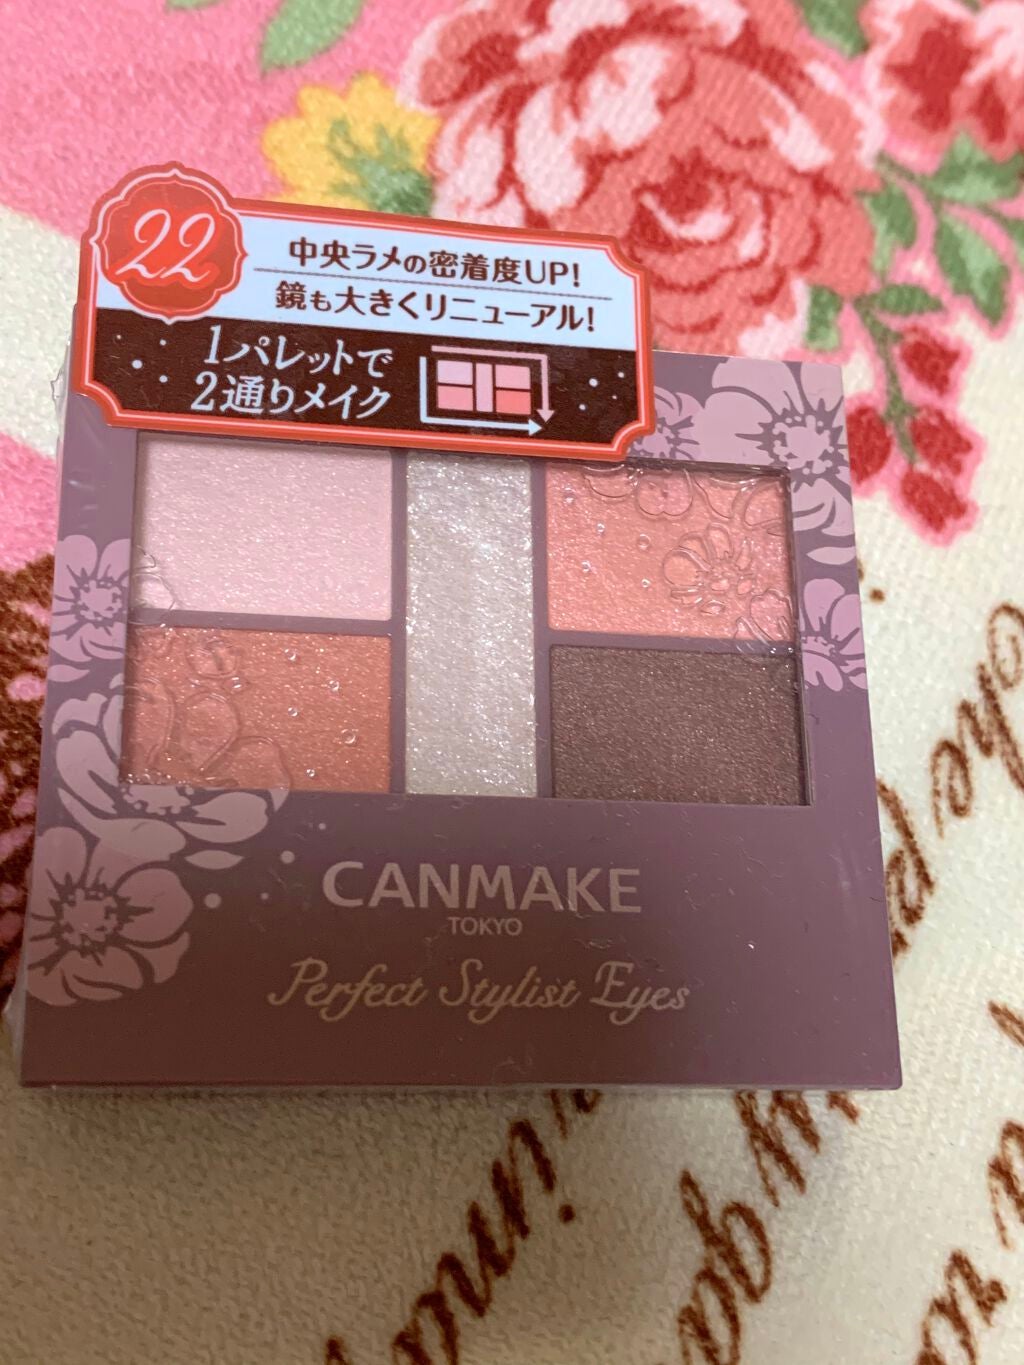 22
中央ラメの密着度UP!
鏡も大きくリニューアル!
1パレットで
2通りメイク
CANMAKE
TOKYO
Perfect Stylist Eyes